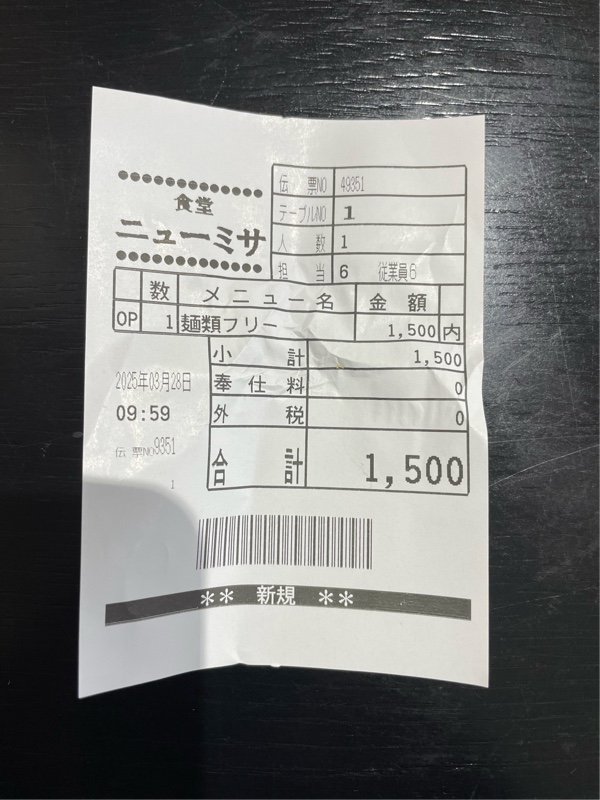 食堂
ニューミサ
伝票NO 49351
テーブルNO 1
人数 1
担当 6 従業員6
数 メニュー名 金額
OP 1 麺類フリー 1,500 内
小計 1,500
奉仕料 0
外税 0
合計 1,500
2025年03月28日
09:59
伝票NO9351
1
** 新規 **